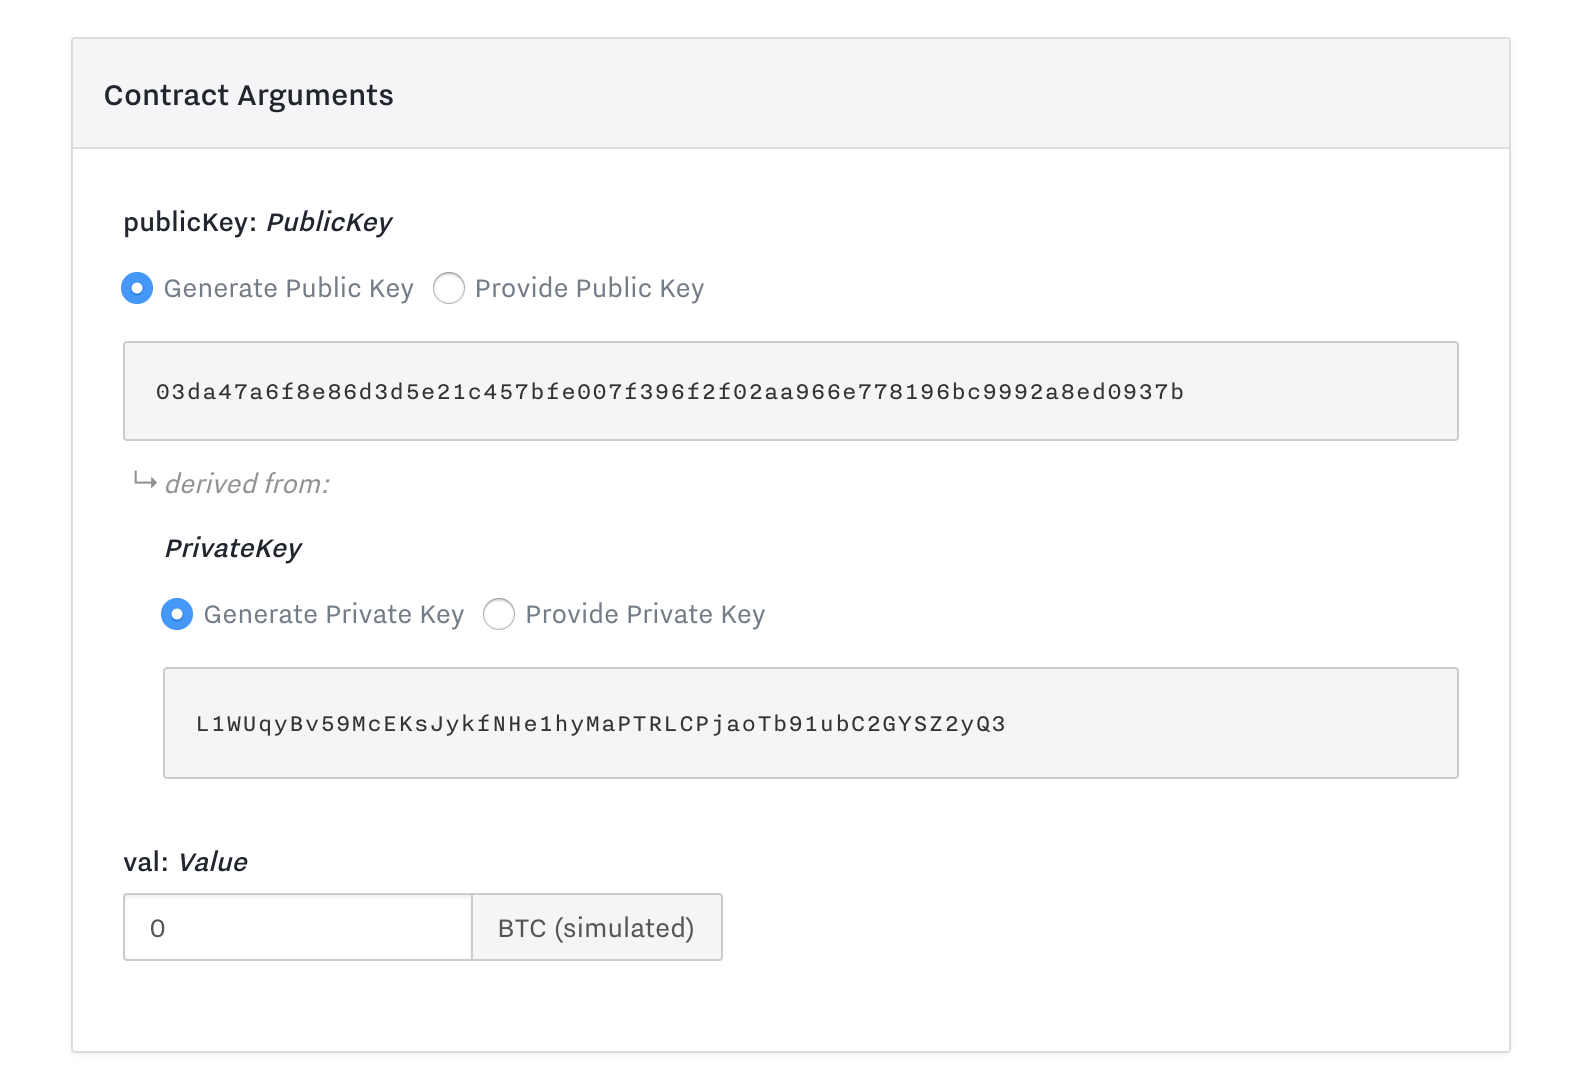 Contract Arguments
publicKey: PublicKey
Generate Public Key Provide Public Key
03da47a6f8e86d3d5e21c457bfe007f396f2f02aa966e778196bc9992a8ed0937b
derived from:
PrivateKey
Generate Private Key Provide Private Key
L1WUqyBv59McEKsJykfNHe1hyMaPTRLCPjaoTb91ubC2GYSZ2yQ3
val: Value
0 BTC (simulated)